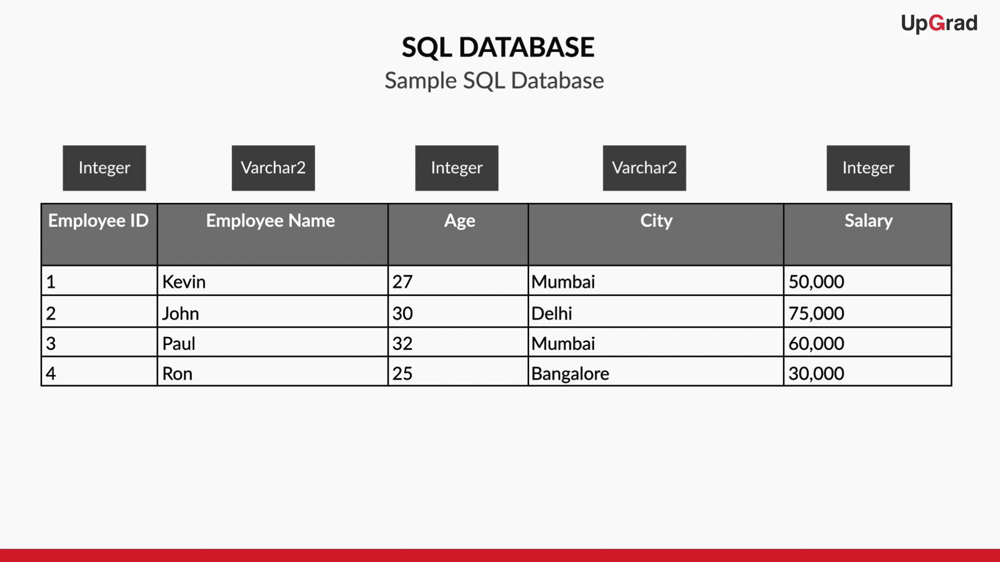 UpGrad
SQL DATABASE
Sample SQL Database
Integer Varchar2 Integer Varchar2 Integer
Employee ID Employee Name Age City Salary
1 Kevin 27 Mumbai 50,000
2 John 30 Delhi 75,000
3 Paul 32 Mumbai 60,000
4 Ron 25 Bangalore 30,000